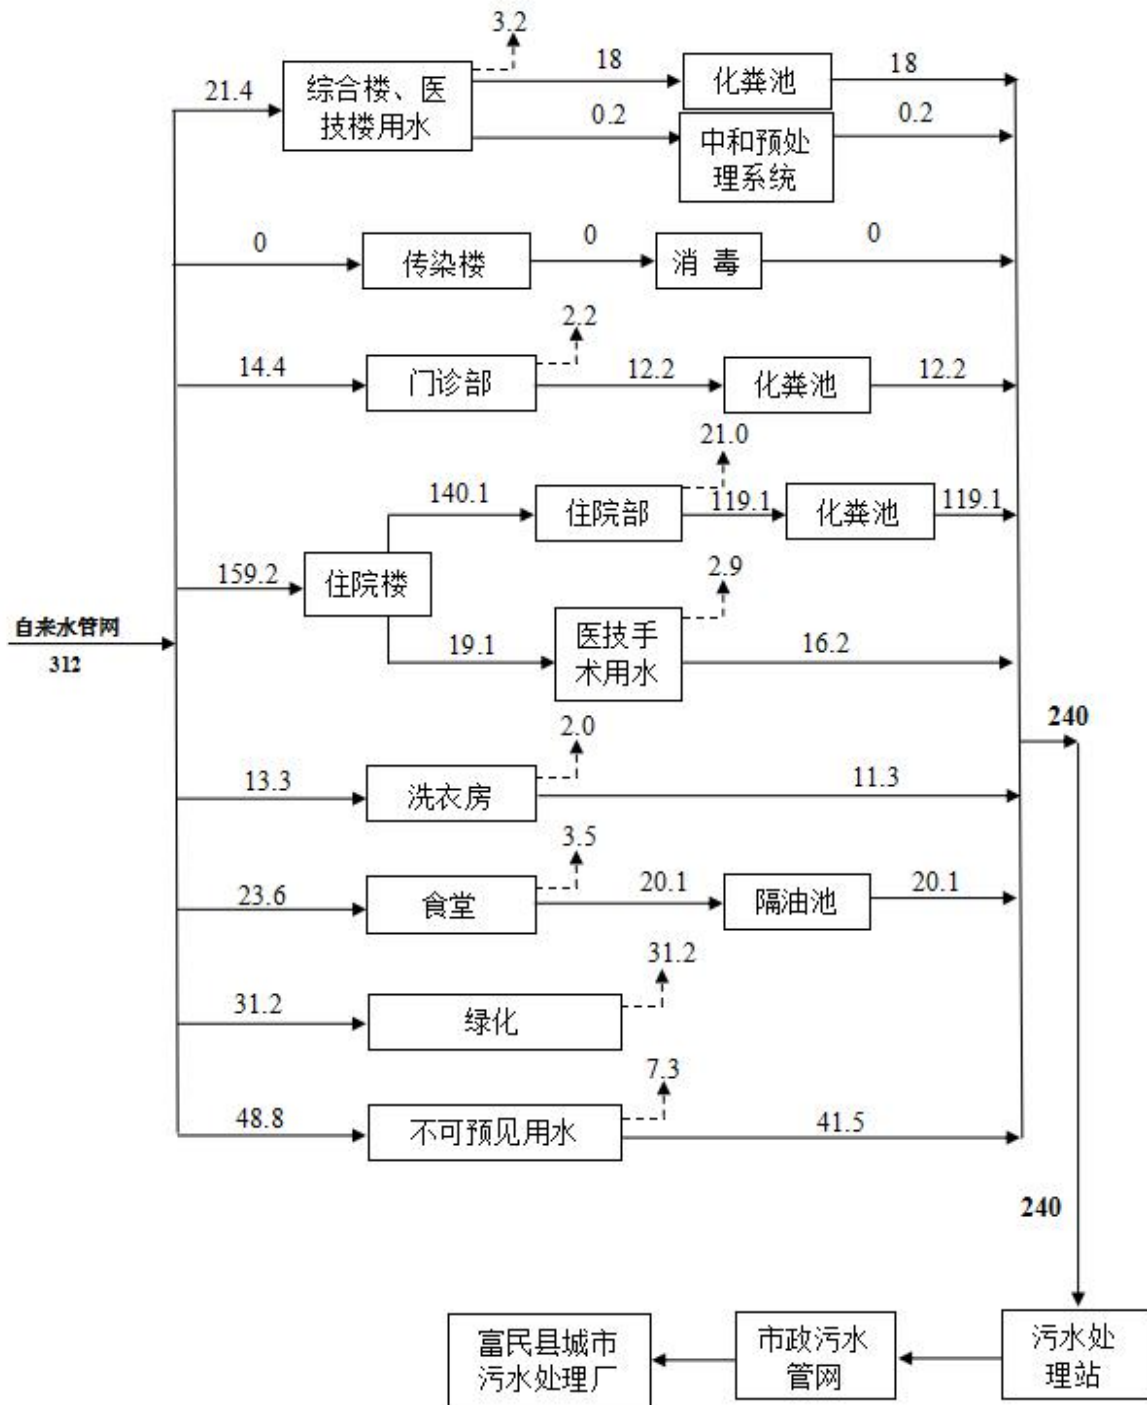 3.2
21.4
综合楼、医
技楼用水
18
化粪池
18
0.2
中和预处
理系统
0.2
0
传染楼
0
消 毒
0
2.2
14.4
门诊部
12.2
化粪池
12.2
21.0
140.1
住院部
119.1
化粪池
119.1
159.2
住院楼
2.9
自来水管网
312
19.1
医技手
术用水
16.2
240
2.0
13.3
洗衣房
11.3
3.5
23.6
食堂
20.1
隔油池
20.1
31.2
31.2
绿化
7.3
48.8
不可预见用水
41.5
240
富民县城市
污水处理厂
市政污水
管网
污水处
理站